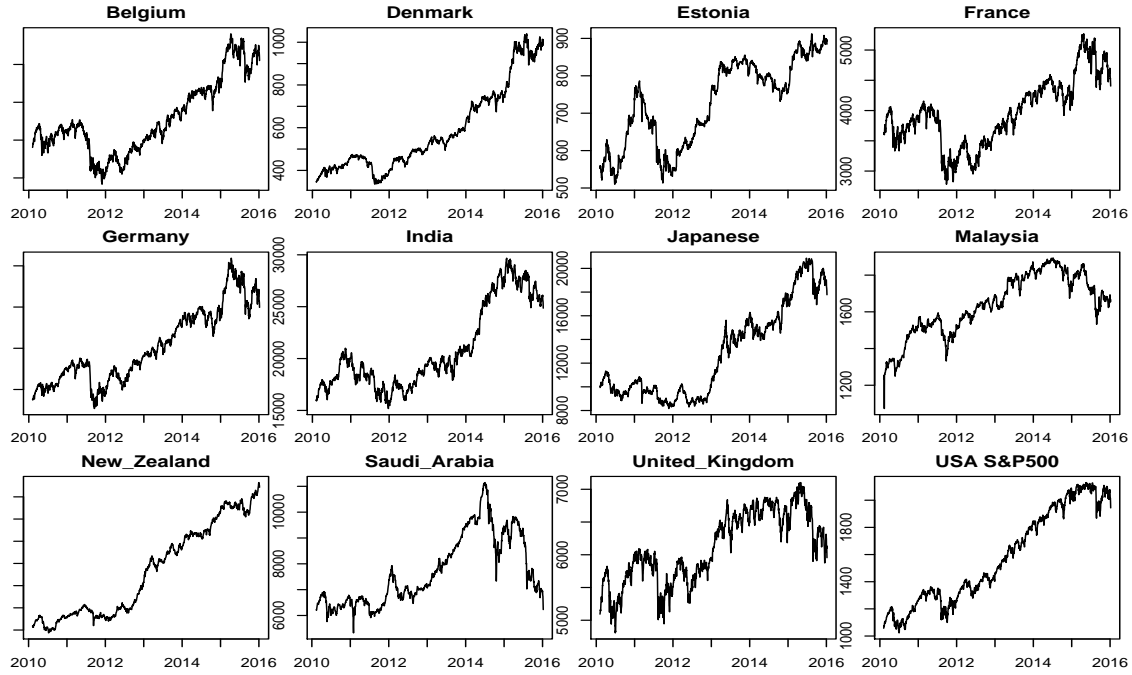 Belgium Denmark Estonia France
400 600 800 1000 500 600 700 800 900 3000 4000 5000
2010 2012 2014 2016 2010 2012 2014 2016 2010 2012 2014 2016 2010 2012 2014 2016
Germany India Japanese Malaysia
15000 20000 25000 30000 8000 12000 16000 20000 1200 1600
2010 2012 2014 2016 2010 2012 2014 2016 2010 2012 2014 2016 2010 2012 2014 2016
New_Zealand Saudi_Arabia United_Kingdom USA S&P500
6000 8000 10000 5000 6000 7000 1000 1400 1800
2010 2012 2014 2016 2010 2012 2014 2016 2010 2012 2014 2016 2010 2012 2014 2016